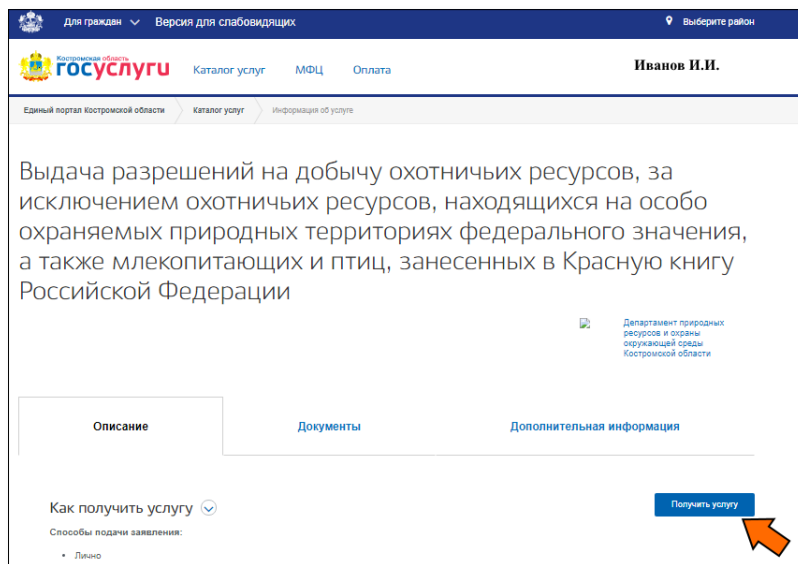 Для граждан
Версия для слабовидящих
Выберите район
Костромская область
госуслуги
Каталог услуг
МФЦ
Оплата
Иванов И.И.
Единый портал Костромской области
Каталог услуг
Информация об услуге
Выдача разрешений на добычу охотничьих ресурсов, за
исключением охотничьих ресурсов, находящихся на особо
охраняемых природных территориях федерального значения,
а также млекопитающих и птиц, занесенных в Красную книгу
Российской Федерации
Департамент природных
ресурсов и охраны
окружающей среды
Костромской области
Описание
Документы
Дополнительная информация
Как получить услугу
Получить услугу
Способы подачи заявления:
• Лично